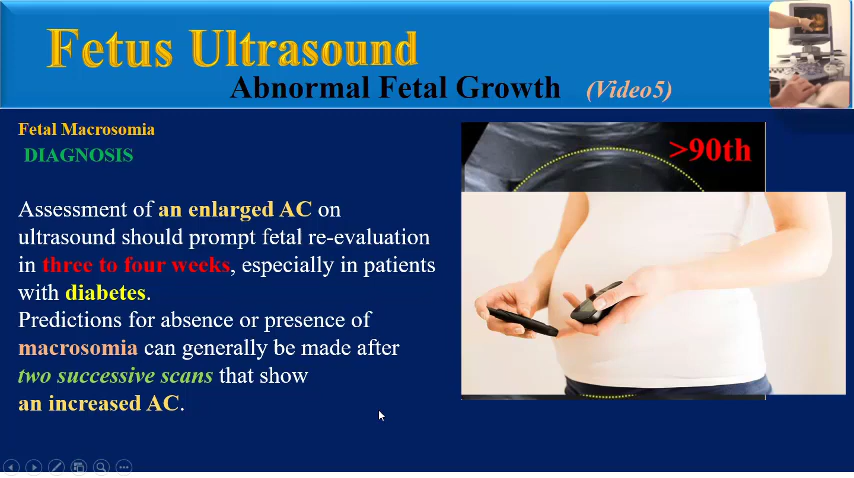 Fetus Ultrasound
Abnormal Fetal Growth (Video5)
Fetal Macrosomia
DIAGNOSIS
Assessment of an enlarged AC on
ultrasound should prompt fetal re-evaluation
in three to four weeks, especially in patients
with diabetes.
Predictions for absence or presence of
macrosomia can generally be made after
two successive scans that show
an increased AC.
>90th